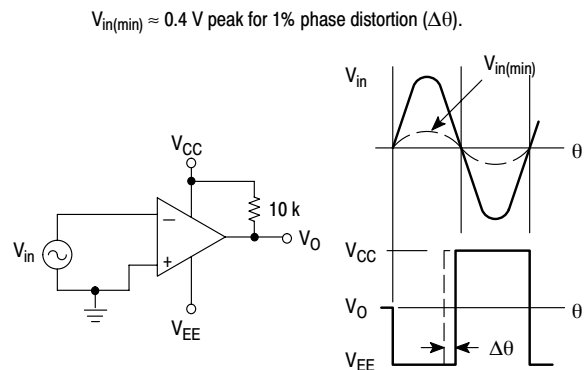 Vin(min) ≈ 0.4 V peak for 1% phase distortion (Δθ).
Vin
Vin(min)
θ
VCC
−
+
10 k
VO
Vin
VEE
VCC
VO
θ
VEE
Δθ